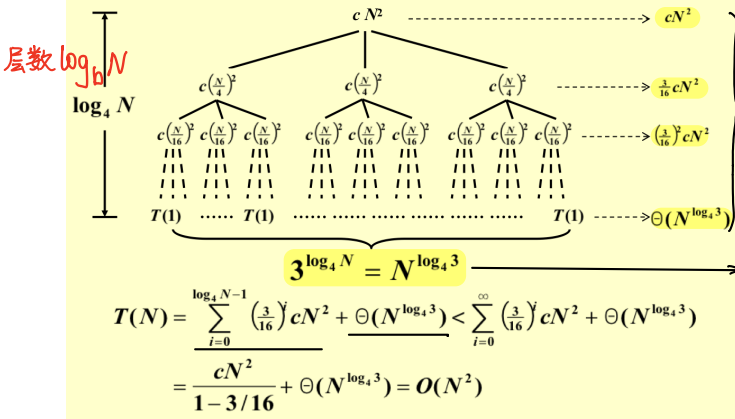 c N² cN²
层数 log_b N
log₄ N
c(N/4)² c(N/4)² c(N/4)² 3/16 cN²
c(N/16)² c(N/16)² c(N/16)² c(N/16)² c(N/16)² c(N/16)² c(N/16)² c(N/16)² c(N/16)² (3/16)² cN²
T(1) ...... T(1) ...... ...... ...... ...... ...... ...... T(1) Θ(N^{log₄ 3})
3^{log₄ N} = N^{log₄ 3}
T(N) = \sum_{i=0}^{log₄ N−1} (3/16)^i cN² + Θ(N^{log₄ 3}) < \sum_{i=0}^{∞} (3/16)^i cN² + Θ(N^{log₄ 3})
= cN²/(1−3/16) + Θ(N^{log₄ 3}) = O(N²)